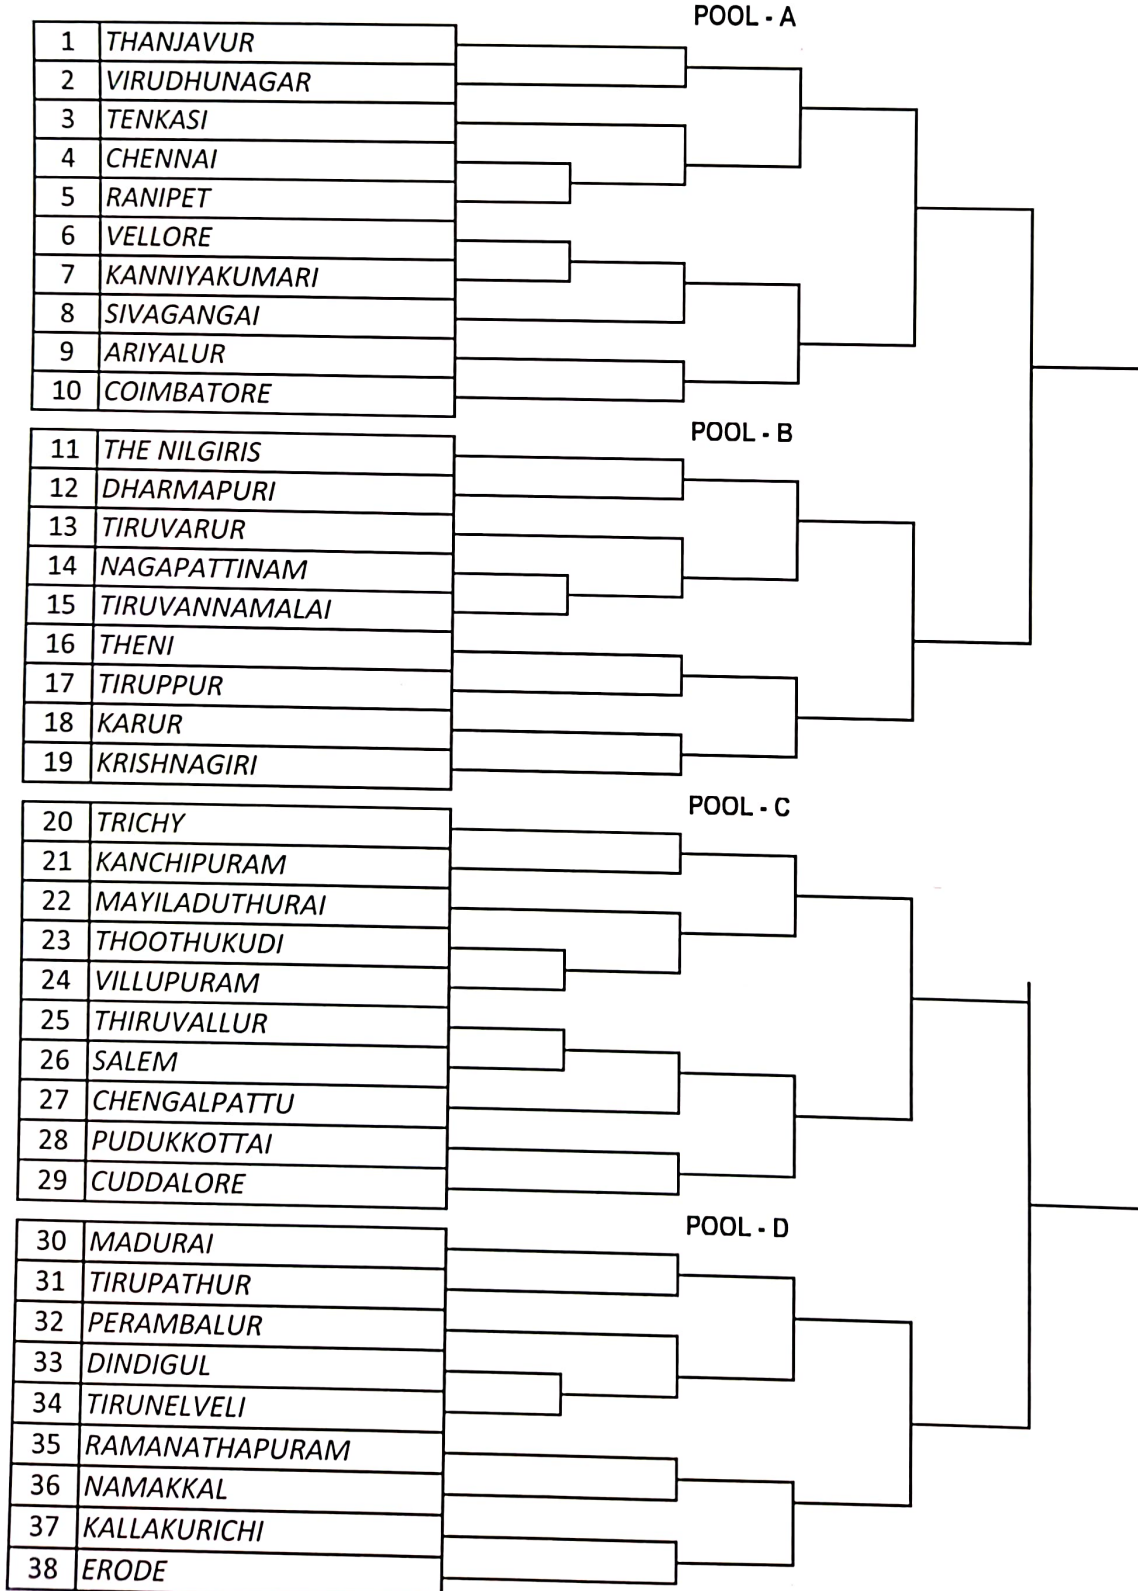 POOL - A
1 THANJAVUR
2 VIRUDHUNAGAR
3 TENKASI
4 CHENNAI
5 RANIPET
6 VELLORE
7 KANNIYAKUMARI
8 SIVAGANGAI
9 ARIYALUR
10 COIMBATORE
POOL - B
11 THE NILGIRIS
12 DHARMAPURI
13 TIRUVARUR
14 NAGAPATTINAM
15 TIRUVANNAMALAI
16 THENI
17 TIRUPPUR
18 KARUR
19 KRISHNAGIRI
POOL - C
20 TRICHY
21 KANCHIPURAM
22 MAYILADUTHURAI
23 THOOTHUKUDI
24 VILLUPURAM
25 THIRUVALLUR
26 SALEM
27 CHENGALPATTU
28 PUDUKKOTTAI
29 CUDDALORE
POOL - D
30 MADURAI
31 TIRUPATHUR
32 PERAMBALUR
33 DINDIGUL
34 TIRUNELVELI
35 RAMANATHAPURAM
36 NAMAKKAL
37 KALLAKURICHI
38 ERODE